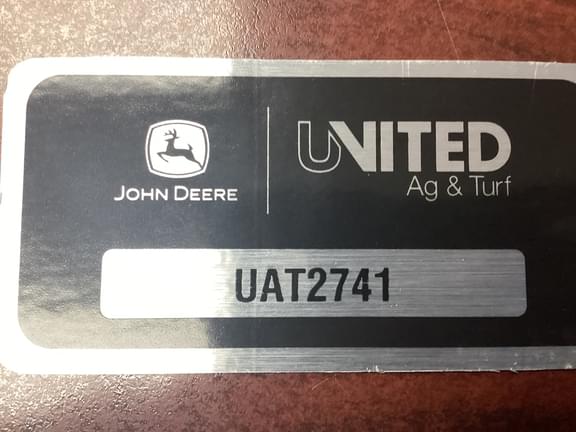 JOHN DEERE
UNITED
Ag & Turf
UAT2741